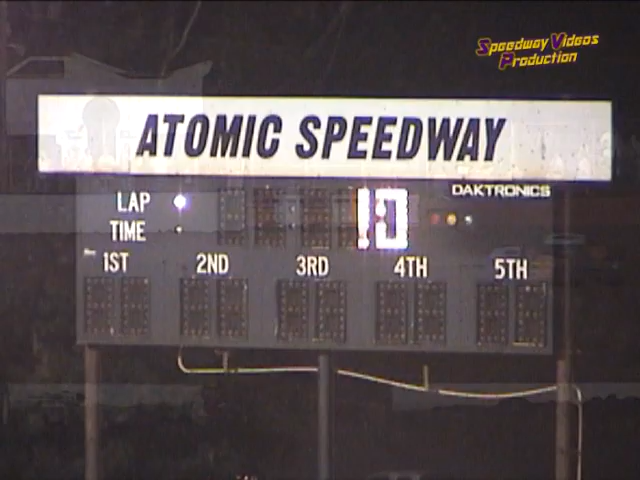 Speedway Videos
Production
ATOMIC SPEEDWAY
DAKTRONICS
LAP
10
TIME
1ST 2ND 3RD 4TH 5TH